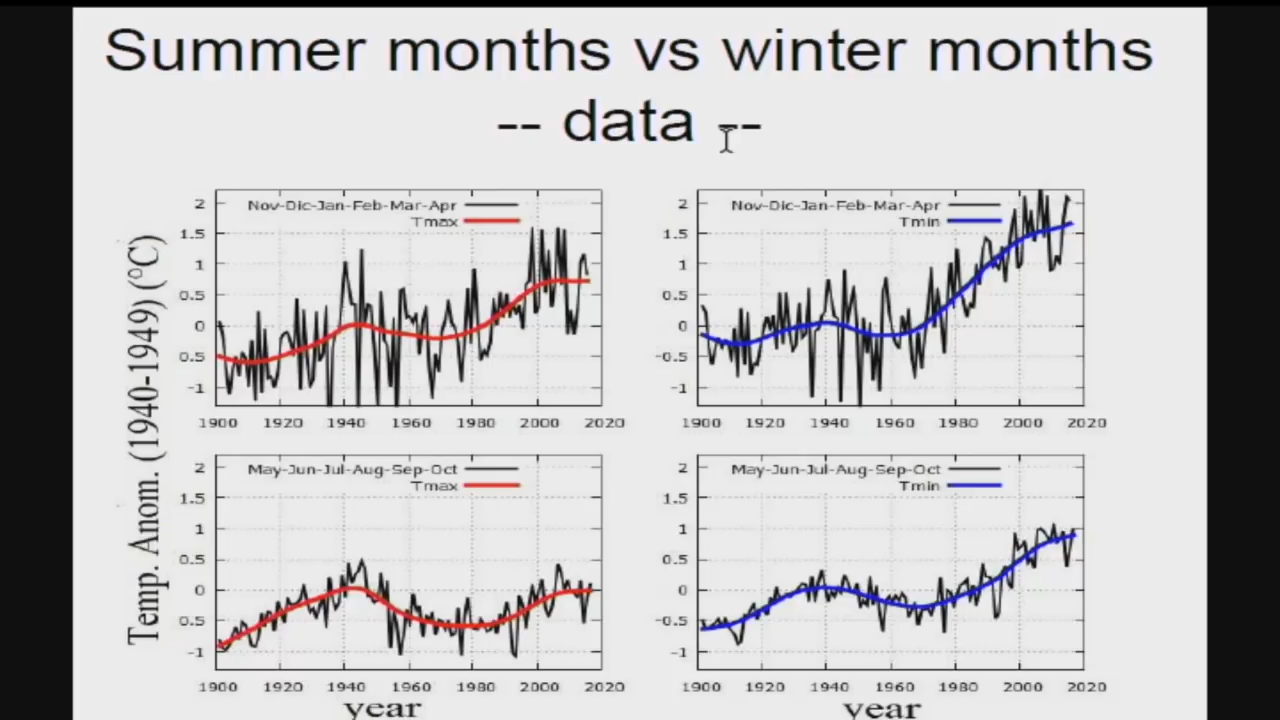 Summer months vs winter months
-- data --
Temp. Anom. (1940-1949) (°C)
Nov-Dic-Jan-Feb-Mar-Apr
Tmax
2
1.5
1
0.5
0
-0.5
-1
1900 1920 1940 1960 1980 2000 2020
Nov-Dic-Jan-Feb-Mar-Apr
Tmin
2
1.5
1
0.5
0
-0.5
-1
1900 1920 1940 1960 1980 2000 2020
May-Jun-Jul-Aug-Sep-Oct
Tmax
2
1.5
1
0.5
0
-0.5
-1
1900 1920 1940 1960 1980 2000 2020
year
May-Jun-Jul-Aug-Sep-Oct
Tmin
2
1.5
1
0.5
0
-0.5
-1
1900 1920 1940 1960 1980 2000 2020
year